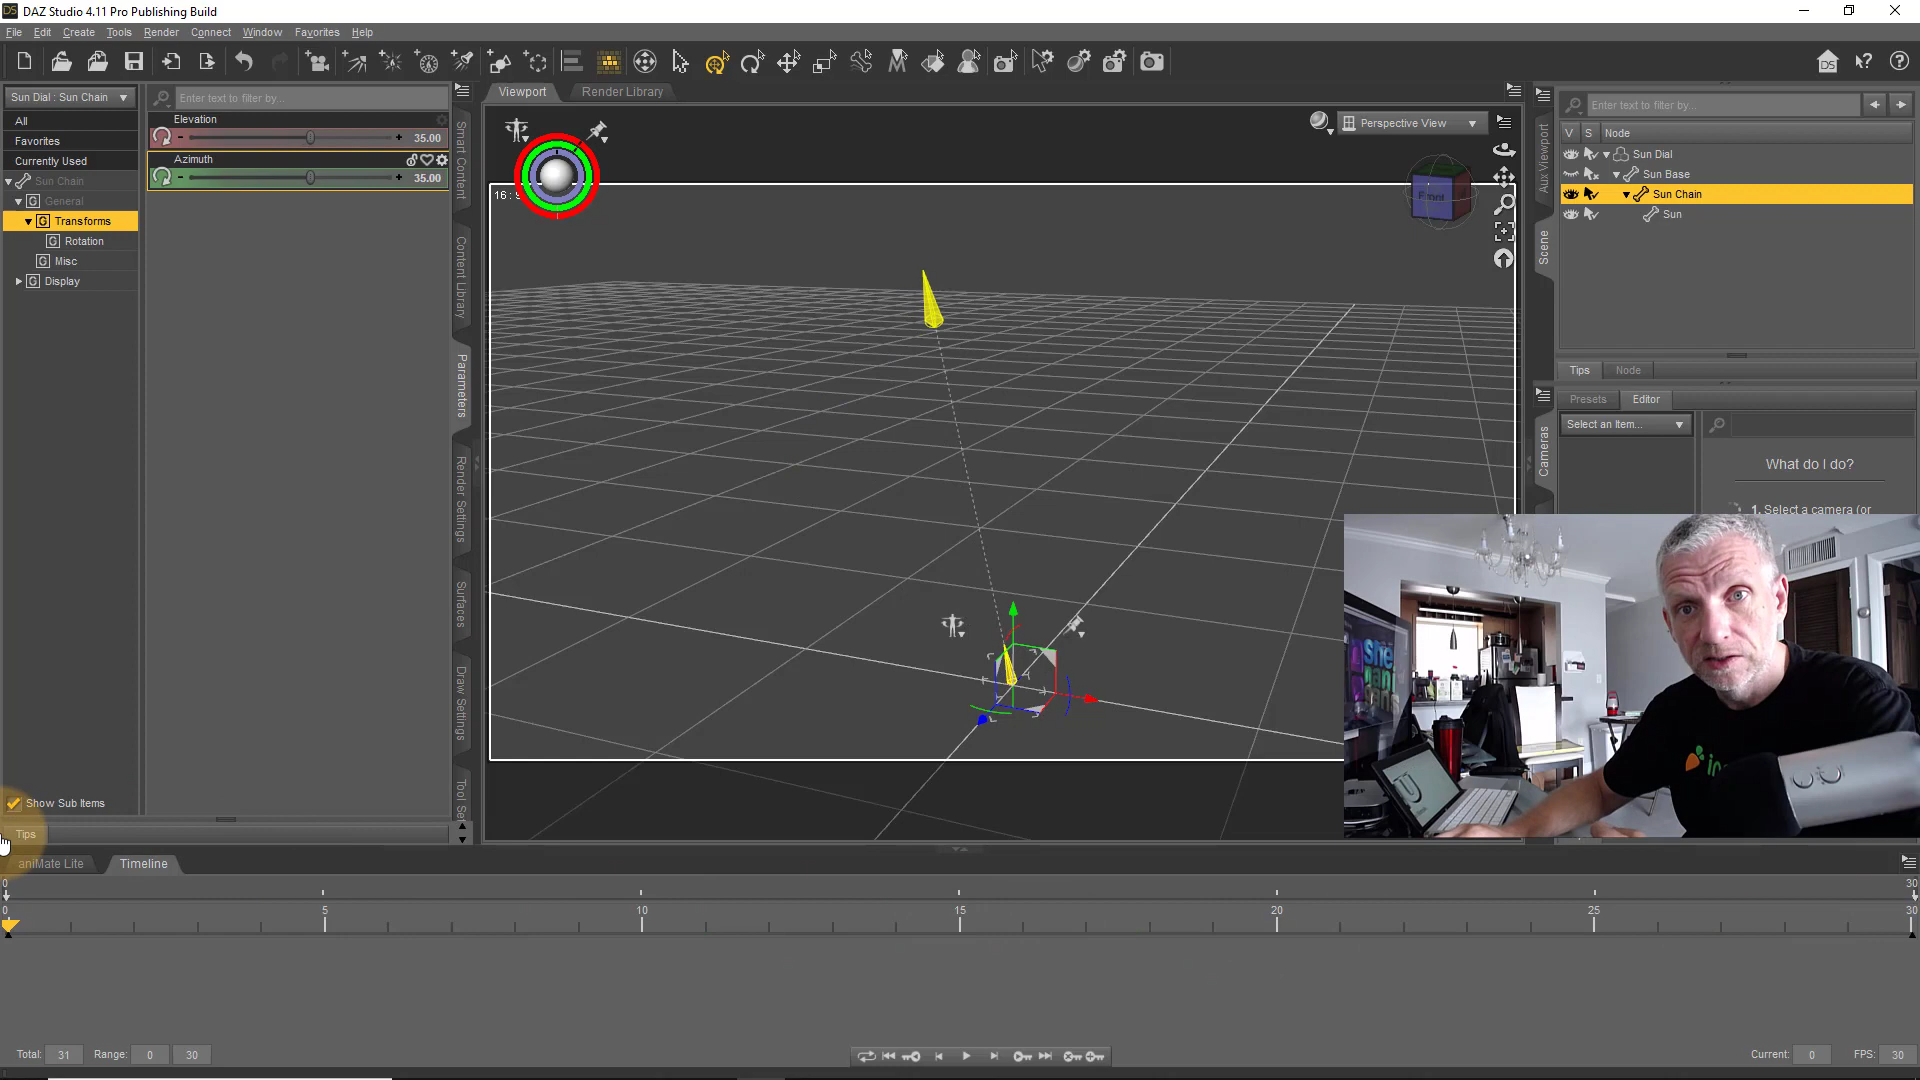 DAZ Studio 4.11 Pro Publishing Build
File Edit Create Tools Render Connect Window Favorites Help
Sun Dial : Sun Chain
Enter text to filter by...
All
Favorites
Currently Used
Sun Chain
General
Transforms
Rotation
Misc
Display
Elevation
35.00
Azimuth
35.00
Show Sub Items
Tips
Smart Content
Content Library
Parameters
Render Settings
Surfaces
Draw Settings
Tool Set
Viewport Render Library
Perspective View
16 :
Front
Aux Viewport
Scene
Cameras
Enter text to filter by...
V S Node
Sun Dial
Sun Base
Sun Chain
Sun
Tips Node
Presets Editor
Select an Item...
What do I do?
1. Select a camera (or
aniMate Lite Timeline
0 30
0 5 10 15 20 25 30
Total: 31 Range: 0 30
Current: 0 FPS: 30